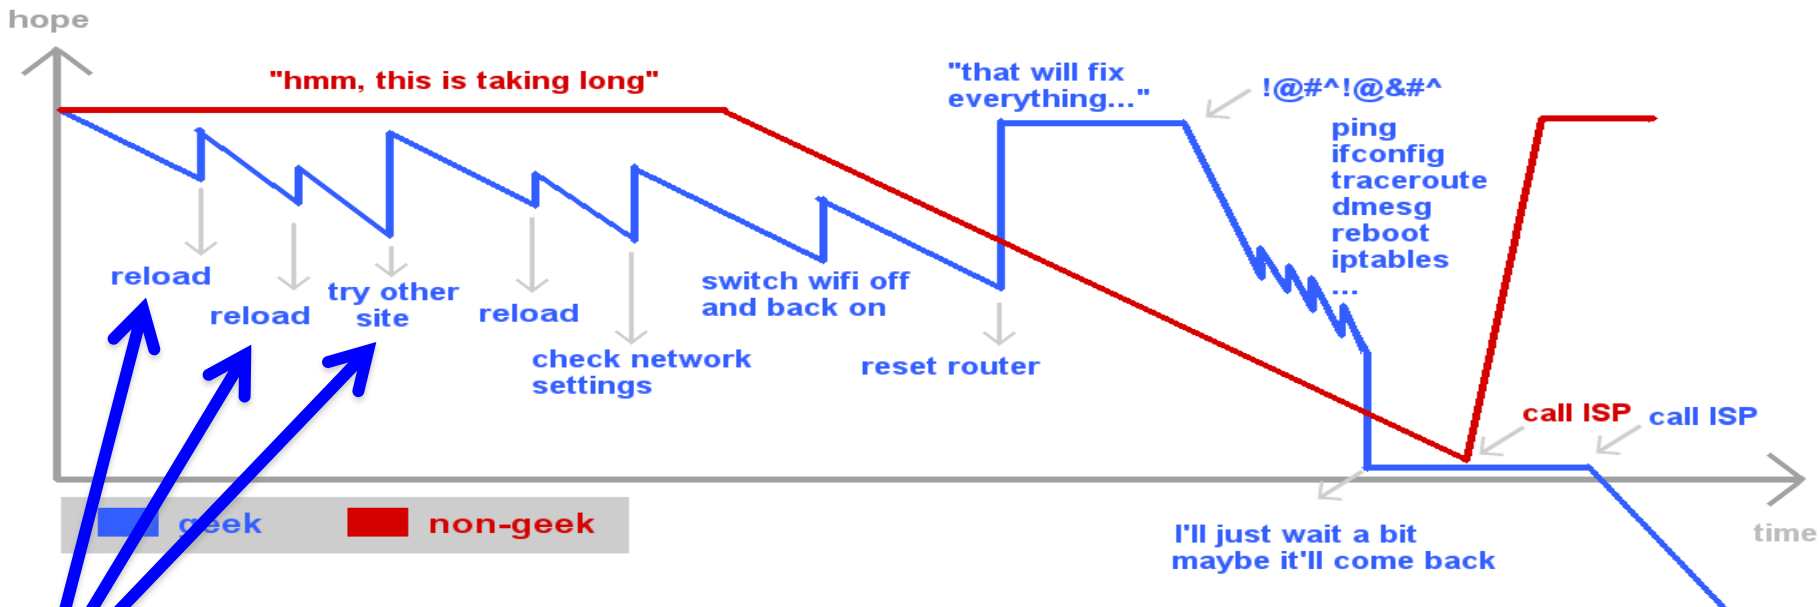 hope
"hmm, this is taking long"
"that will fix
everything..."
!@#^!@&#^
ping
ifconfig
traceroute
dmesg
reboot
iptables
...
reload
reload
try other
site
reload
check network
settings
switch wifi off
and back on
reset router
call ISP
call ISP
I'll just wait a bit
maybe it'll come back
geek
non-geek
time